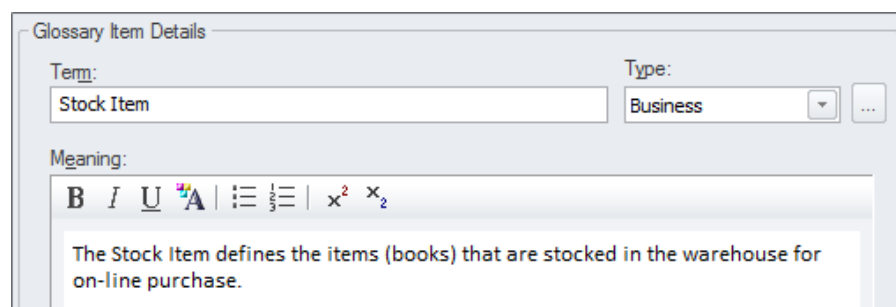 Glossary Item Details
Term: Type:
Stock Item Business ...
Meaning:
B I U A x² x₂
The Stock Item defines the items (books) that are stocked in the warehouse for
on-line purchase.